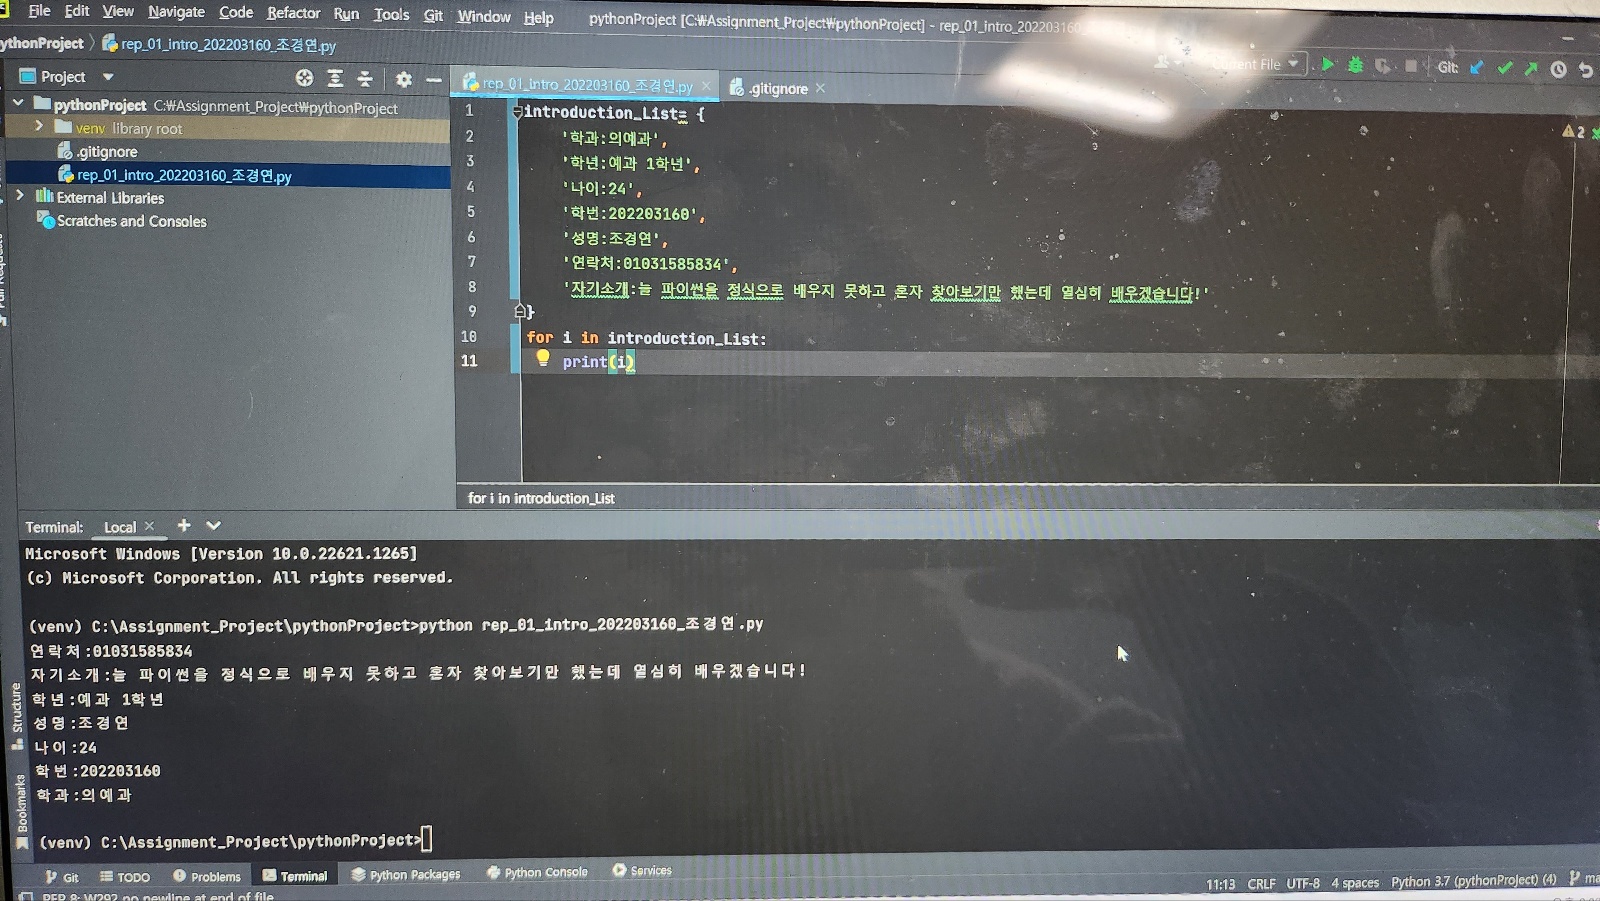 File Edit View Navigate Code Refactor Run Tools Git Window Help pythonProject [C:₩Assignment_Project₩pythonProject] - rep_01_intro_202203160_
ythonProject rep_01_intro_202203160_조경연.py
Current File Git:
Project
rep_01_intro_202203160_조경연.py
.gitignore
pythonProject C:₩Assignment_Project₩pythonProject
venv library root
.gitignore
rep_01_intro_202203160_조경연.py
External Libraries
Scratches and Consoles
1 introduction_List= {
2 '학과:의예과',
3 '학년:예과 1학년',
4 '나이:24',
5 '학번:202203160',
6 '성명:조경연',
7 '연락처:01031585834',
8 '자기소개:늘 파이썬을 정식으로 배우지 못하고 혼자 찾아보기만 했는데 열심히 배우겠습니다!'
9 }
10 for i in introduction_List:
11 print(i)
2
for i in introduction_List
Terminal: Local
Microsoft Windows [Version 10.0.22621.1265]
(c) Microsoft Corporation. All rights reserved.
(venv) C:\Assignment_Project\pythonProject>python rep_01_intro_202203160_조경연.py
연락처:01031585834
자기소개:늘 파이썬을 정식으로 배우지 못하고 혼자 찾아보기만 했는데 열심히 배우겠습니다!
학년:예과 1학년
성명:조경연
나이:24
학번:202203160
학과:의예과
(venv) C:\Assignment_Project\pythonProject>
Structure
Bookmarks
Git TODO Problems Terminal Python Packages Python Console Services
11:13 CRLF UTF-8 4 spaces Python 3.7 (pythonProject) (4) ma
PEP 8: W292 no newline at end of file